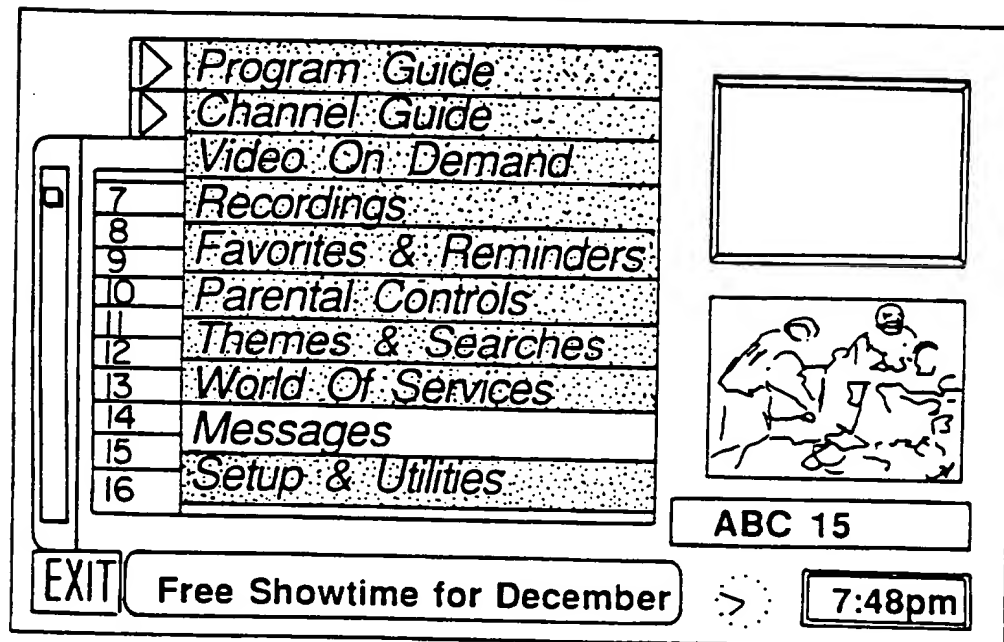 Program Guide
Channel Guide
Video On Demand
7 Recordings
8
9 Favorites & Reminders
10 Parental Controls
11
12 Themes & Searches
13 World Of Services
14 Messages
15
16 Setup & Utilities
ABC 15
EXIT Free Showtime for December 7:48pm